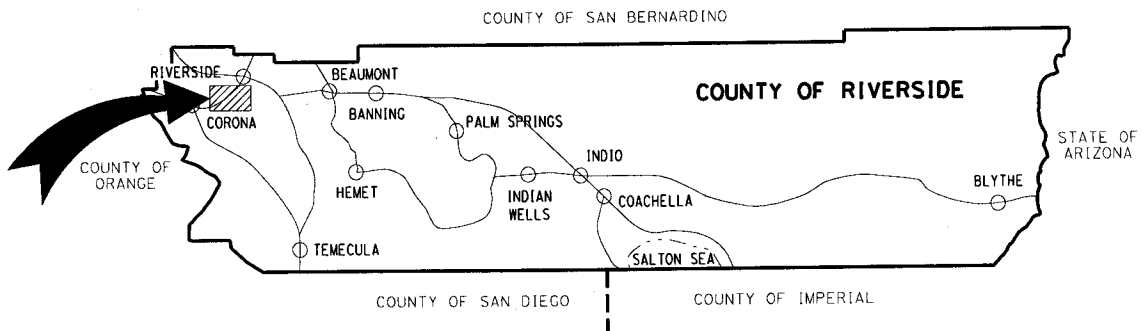 COUNTY OF SAN BERNARDINO
RIVERSIDE
BEAUMONT
COUNTY OF RIVERSIDE
CORONA
BANNING
PALM SPRINGS
STATE OF
ARIZONA
COUNTY OF
ORANGE
INDIO
HEMET
INDIAN
WELLS
COACHELLA
BLYTHE
TEMECULA
SALTON SEA
COUNTY OF SAN DIEGO
COUNTY OF IMPERIAL